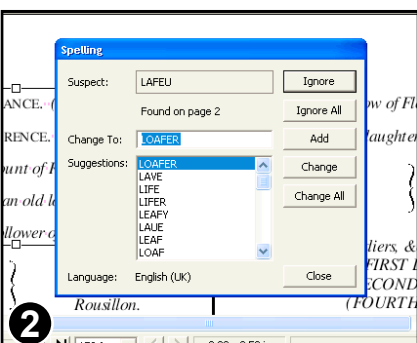 Spelling
Suspect: LAFEU Ignore
ANCE. ( Found on page 2 Ignore All ow of Fl
RENCE. Change To: LOAFER Add laughte
Suggestions: LOAFER Change
ount of F LAVE
LIFE
an old l LIFER Change All
LEAFY
llower o LAUE
LEAF liers, &
LOAF FIRST L
Language: English (UK) Close ECOND
Rousillon. (FOURTH
2